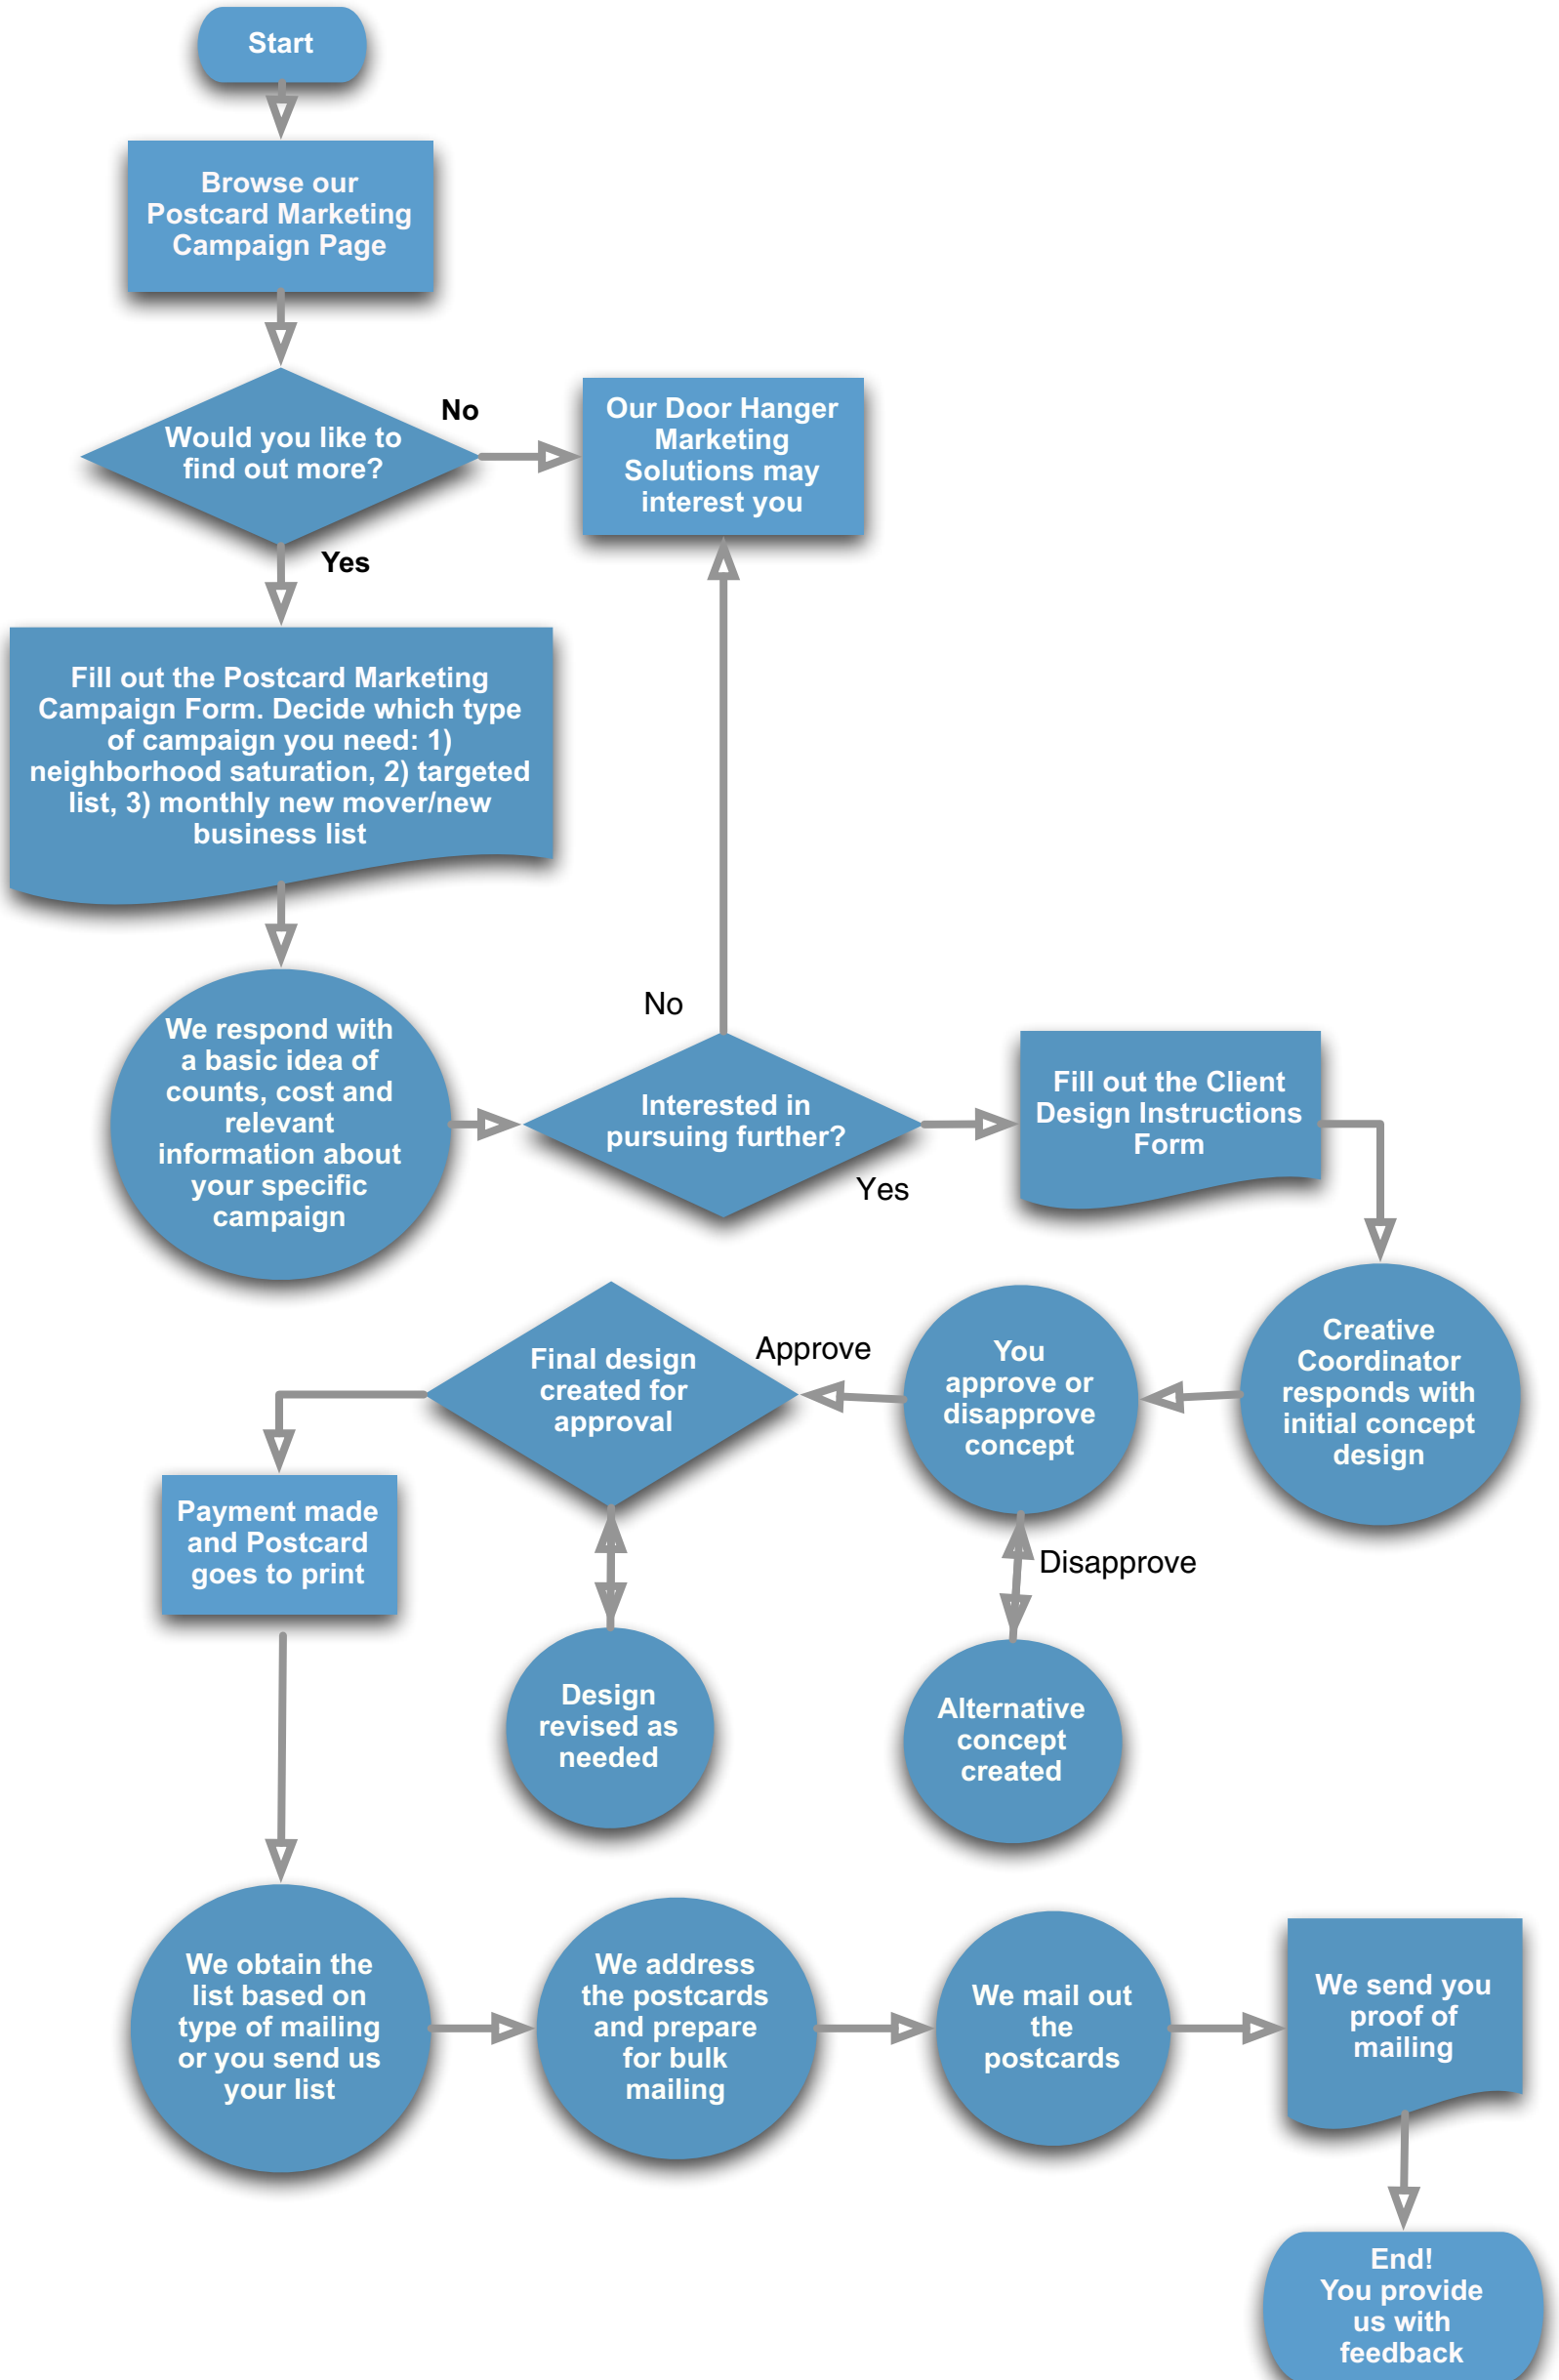 Start
Browse our
Postcard Marketing
Campaign Page
Would you like to
find out more?
No
Our Door Hanger
Marketing
Solutions may
interest you
Yes
Fill out the Postcard Marketing
Campaign Form. Decide which type
of campaign you need: 1)
neighborhood saturation, 2) targeted
list, 3) monthly new mover/new
business list
We respond with
a basic idea of
counts, cost and
relevant
information about
your specific
campaign
No
Interested in
pursuing further?
Yes
Fill out the Client
Design Instructions
Form
Creative
Coordinator
responds with
initial concept
design
You
approve or
disapprove
concept
Approve
Disapprove
Alternative
concept
created
Final design
created for
approval
Design
revised as
needed
Payment made
and Postcard
goes to print
We obtain the
list based on
type of mailing
or you send us
your list
We address
the postcards
and prepare
for bulk
mailing
We mail out
the
postcards
We send you
proof of
mailing
End!
You provide
us with
feedback